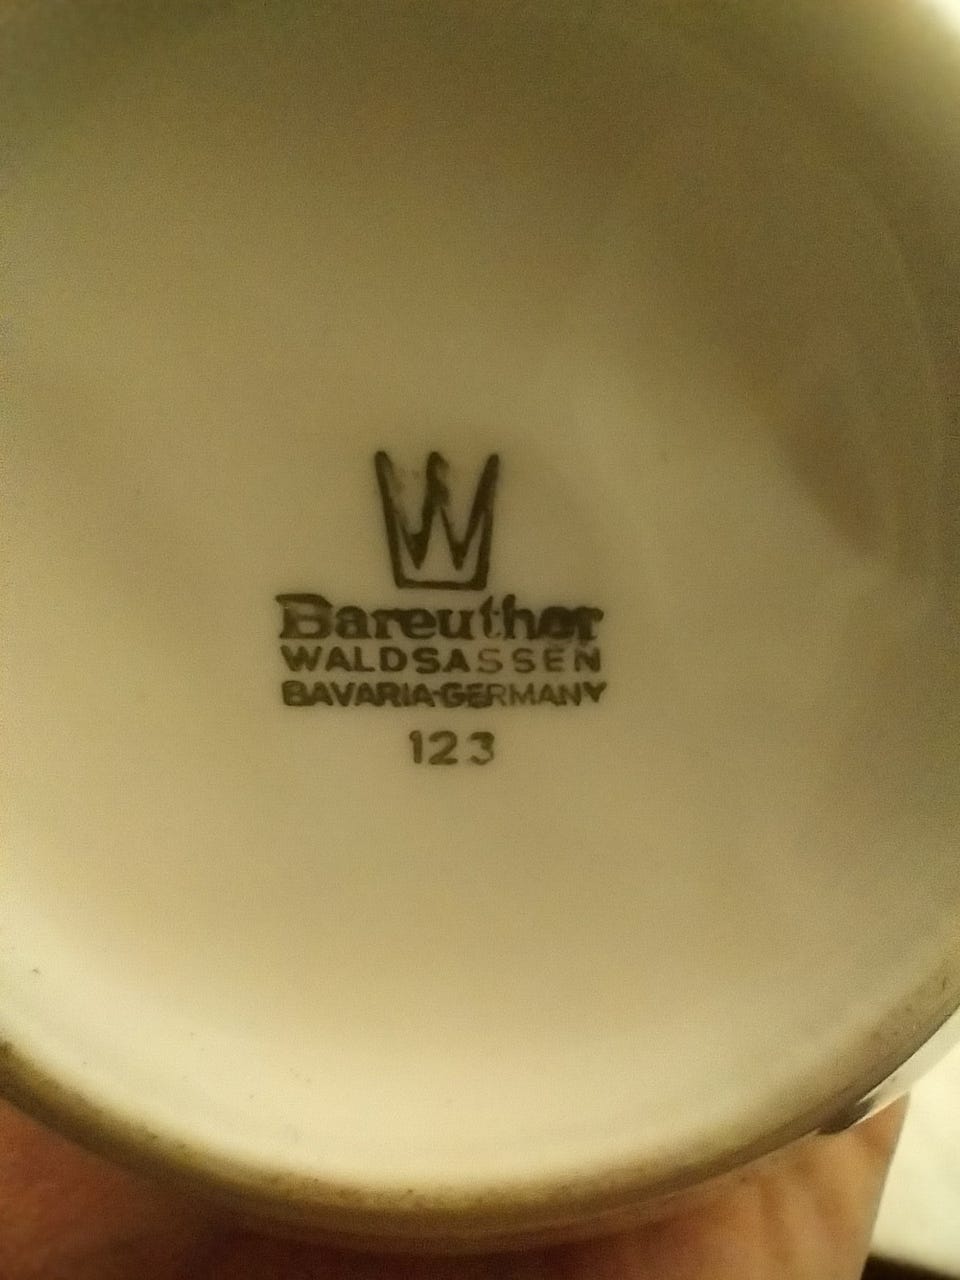 W
Bareuther
WALDSASSEN
BAVARIA-GERMANY
123